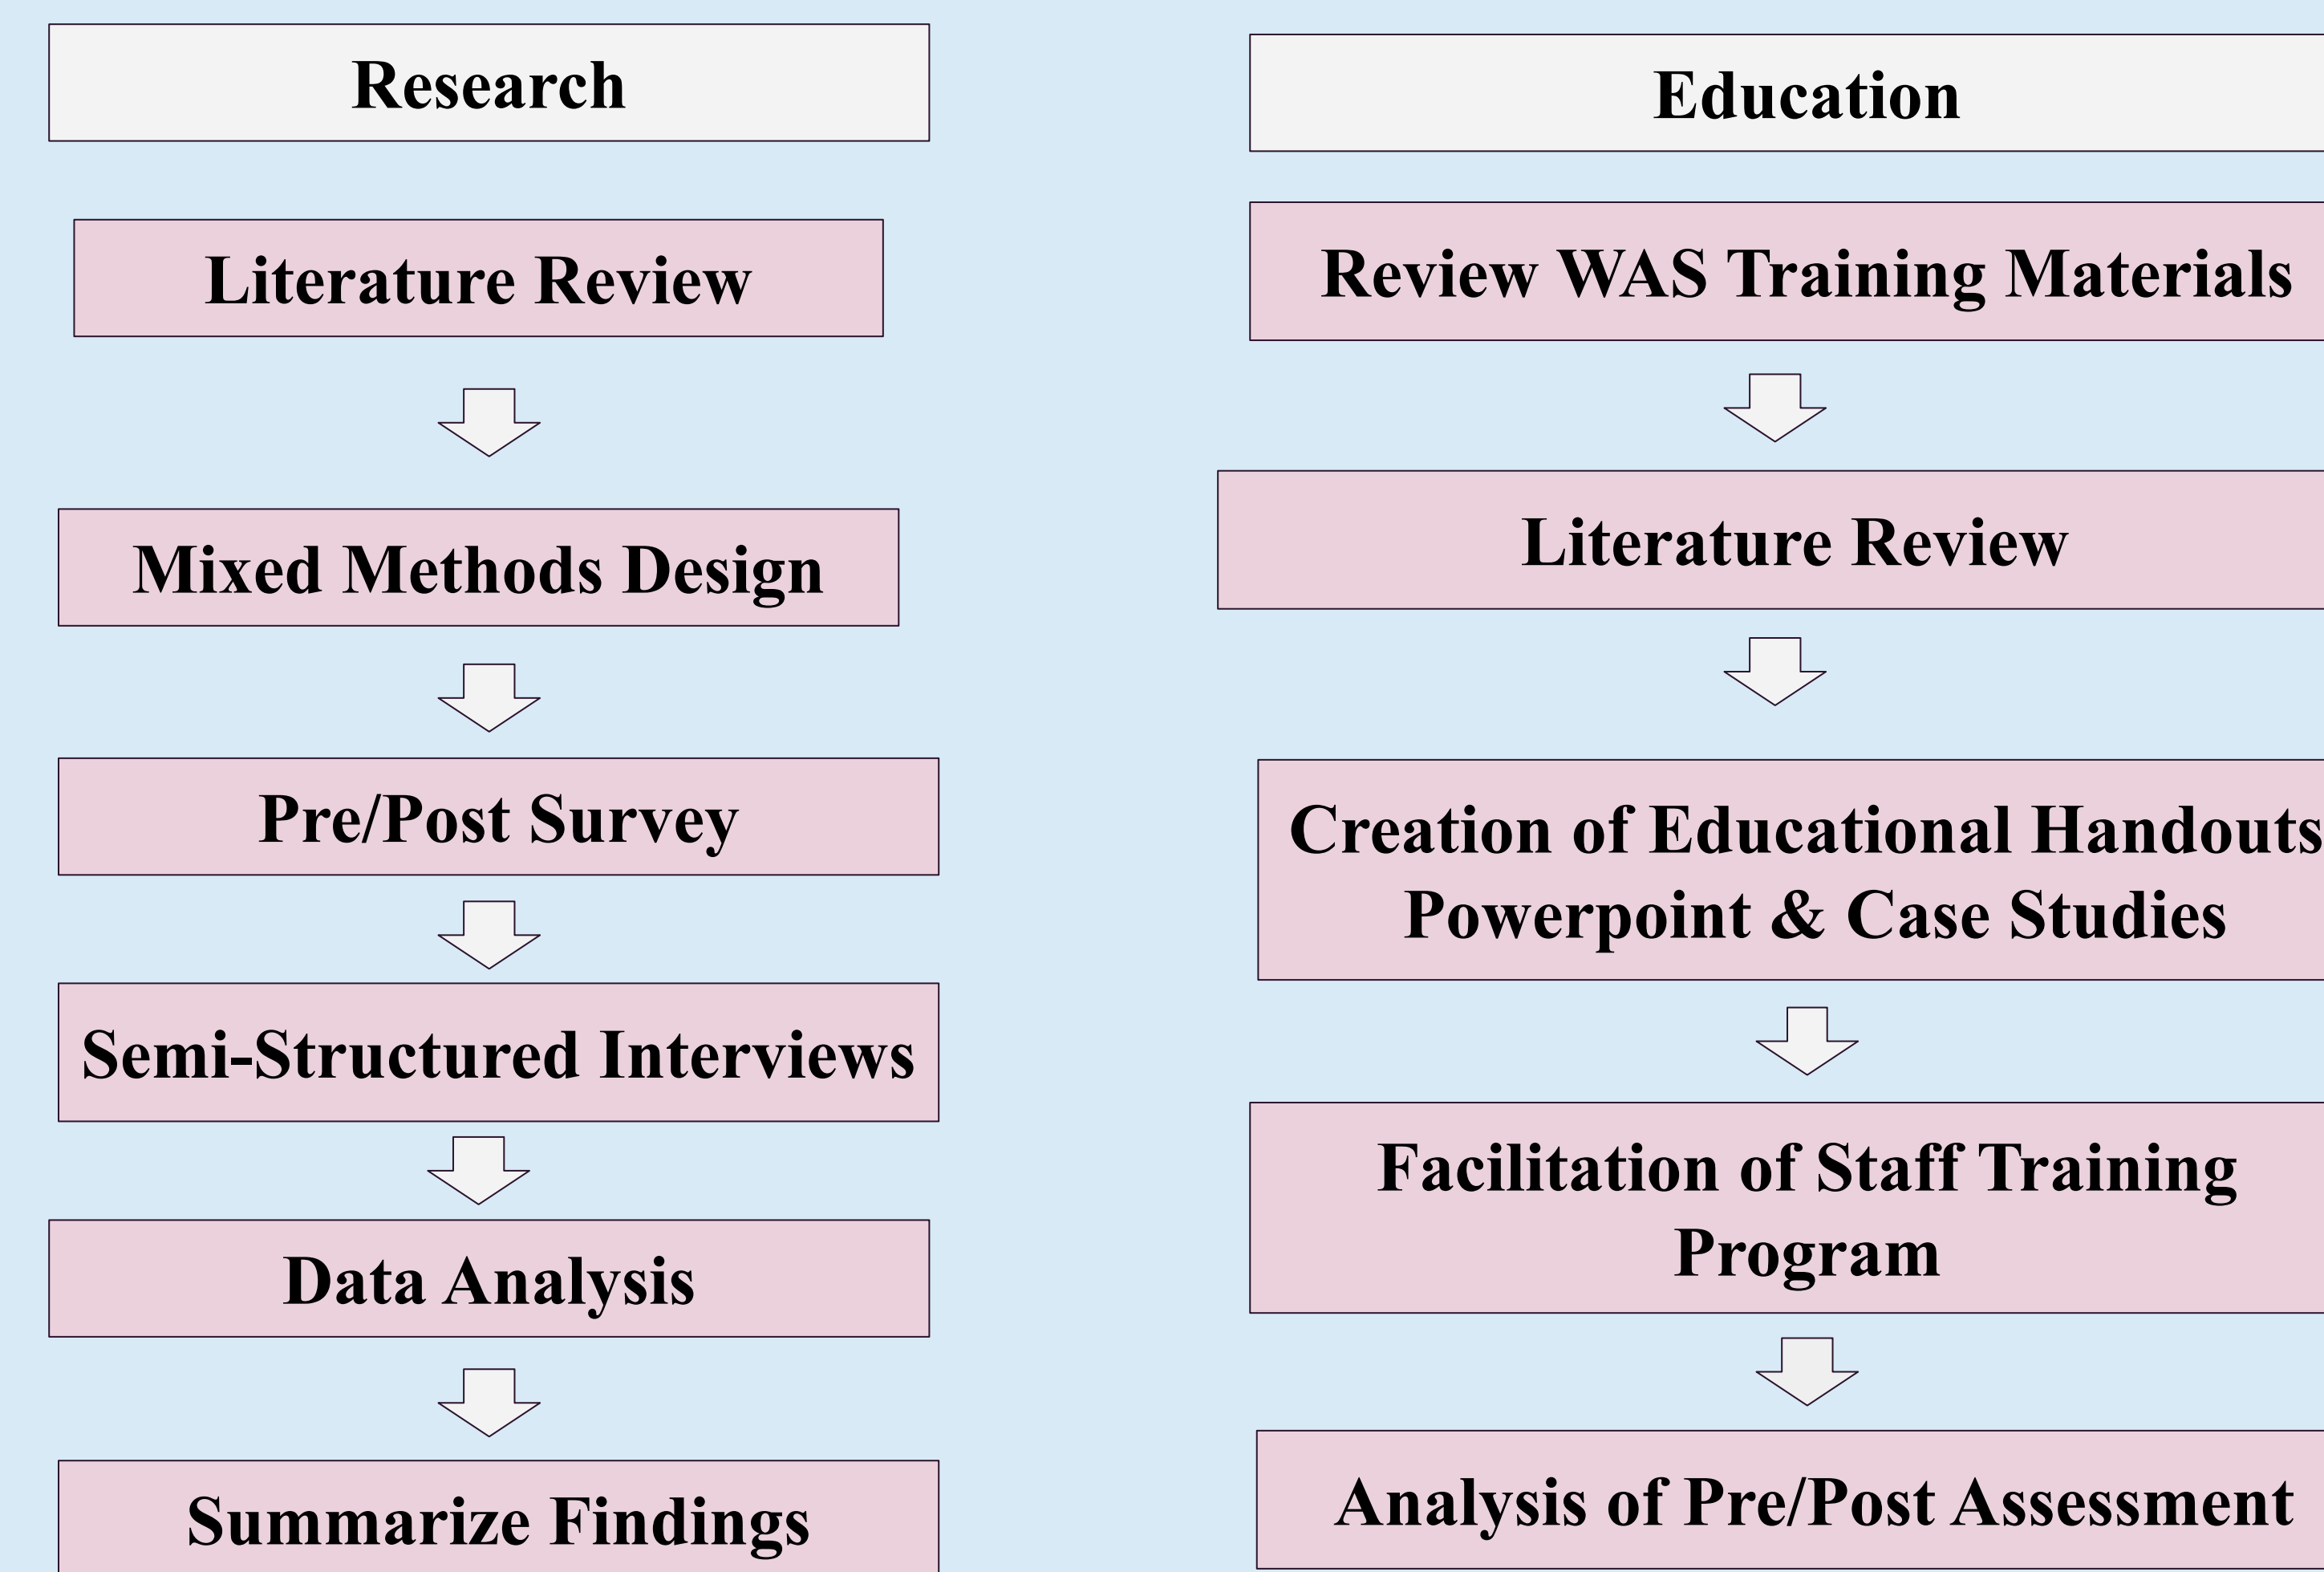 Research
Literature Review
Mixed Methods Design
Pre/Post Survey
Semi-Structured Interviews
Data Analysis
Summarize Findings
Education
Review WAS Training Materials
Literature Review
Creation of Educational Handouts
Powerpoint & Case Studies
Facilitation of Staff Training
Program
Analysis of Pre/Post Assessment